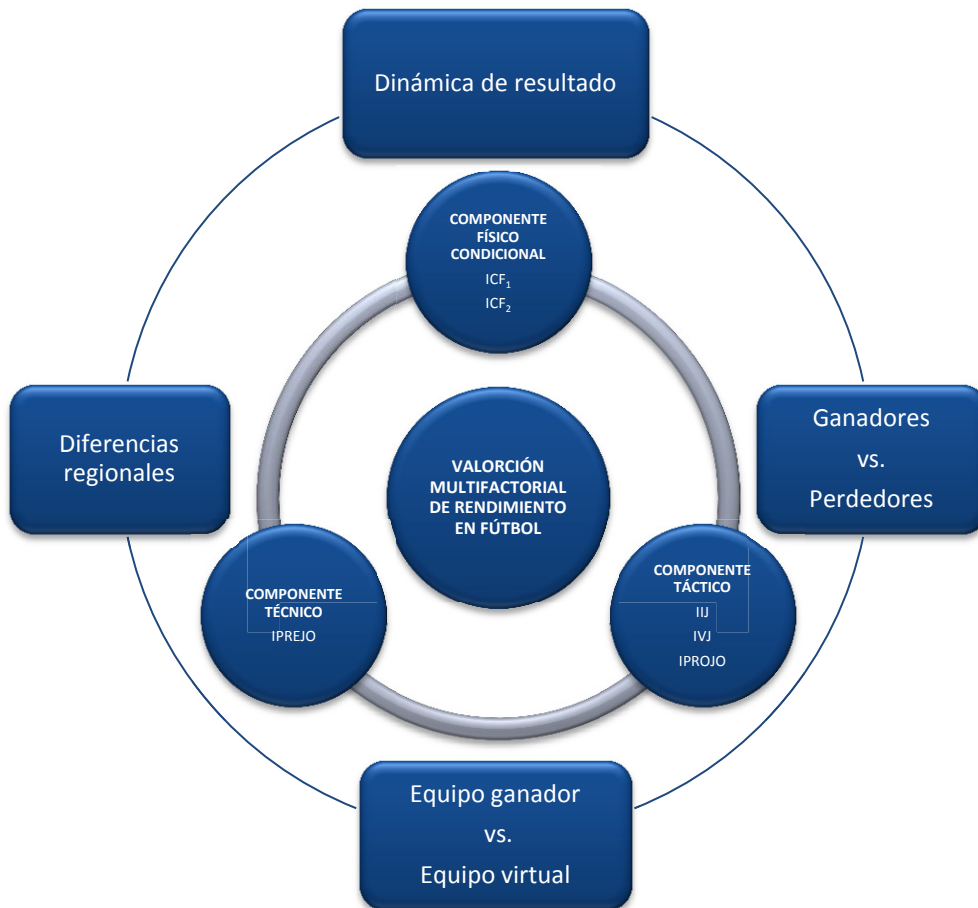 Dinámica de resultado
COMPONENTE
FÍSICO
CONDICIONAL
ICF₁
ICF₂
Diferencias
regionales
Ganadores
vs.
Perdedores
VALORCIÓN
MULTIFACTORIAL
DE RENDIMIENTO
EN FÚTBOL
COMPONENTE
TÉCNICO
IPREJO
COMPONENTE
TÁCTICO
IIJ
IVJ
IPROJO
Equipo ganador
vs.
Equipo virtual